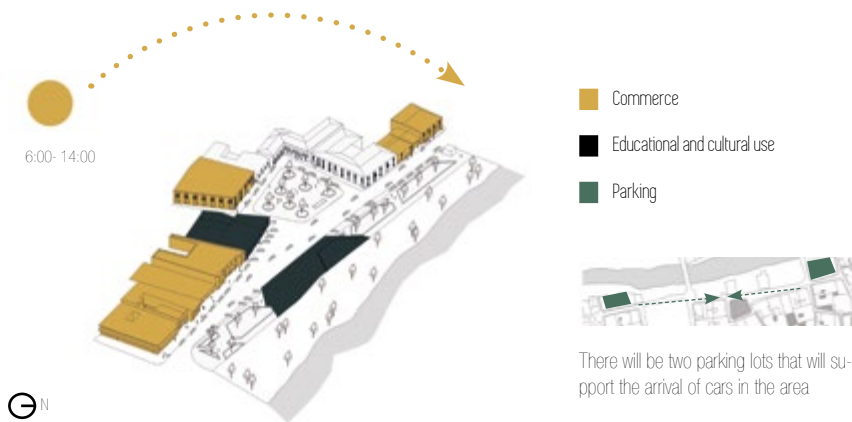 6:00- 14:00
Commerce
Educational and cultural use
Parking
There will be two parking lots that will su-
pport the arrival of cars in the area
N